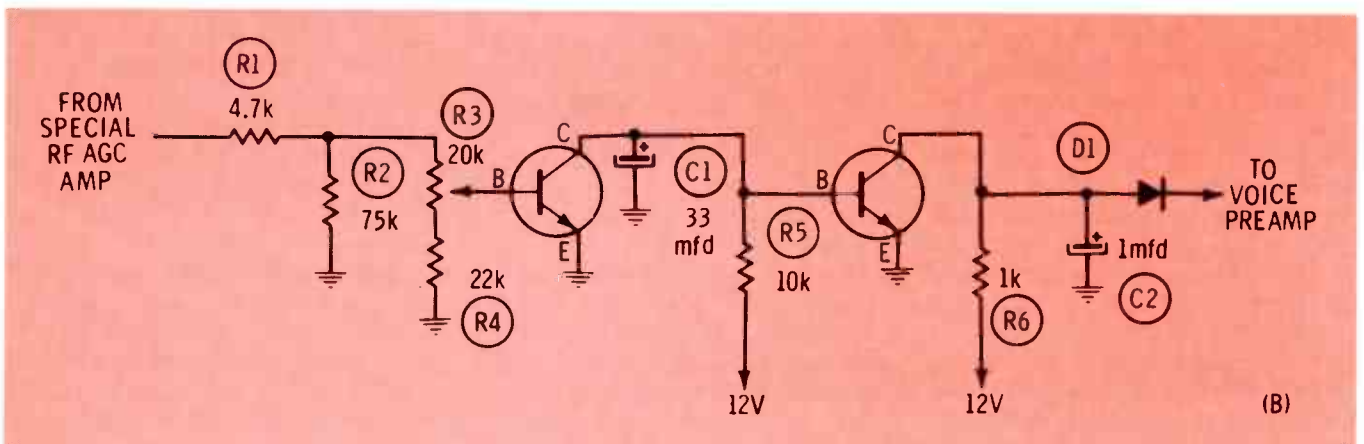 FROM
SPECIAL
RF AGC
AMP
R1
4.7k
R2
75k
R3
20k
22k
R4
B
C
E
C1
33
mfd
R5
10k
12V
B
C
E
1k
R6
12V
D1
+
1mfd
C2
+
TO
VOICE
PREAMP
(B)